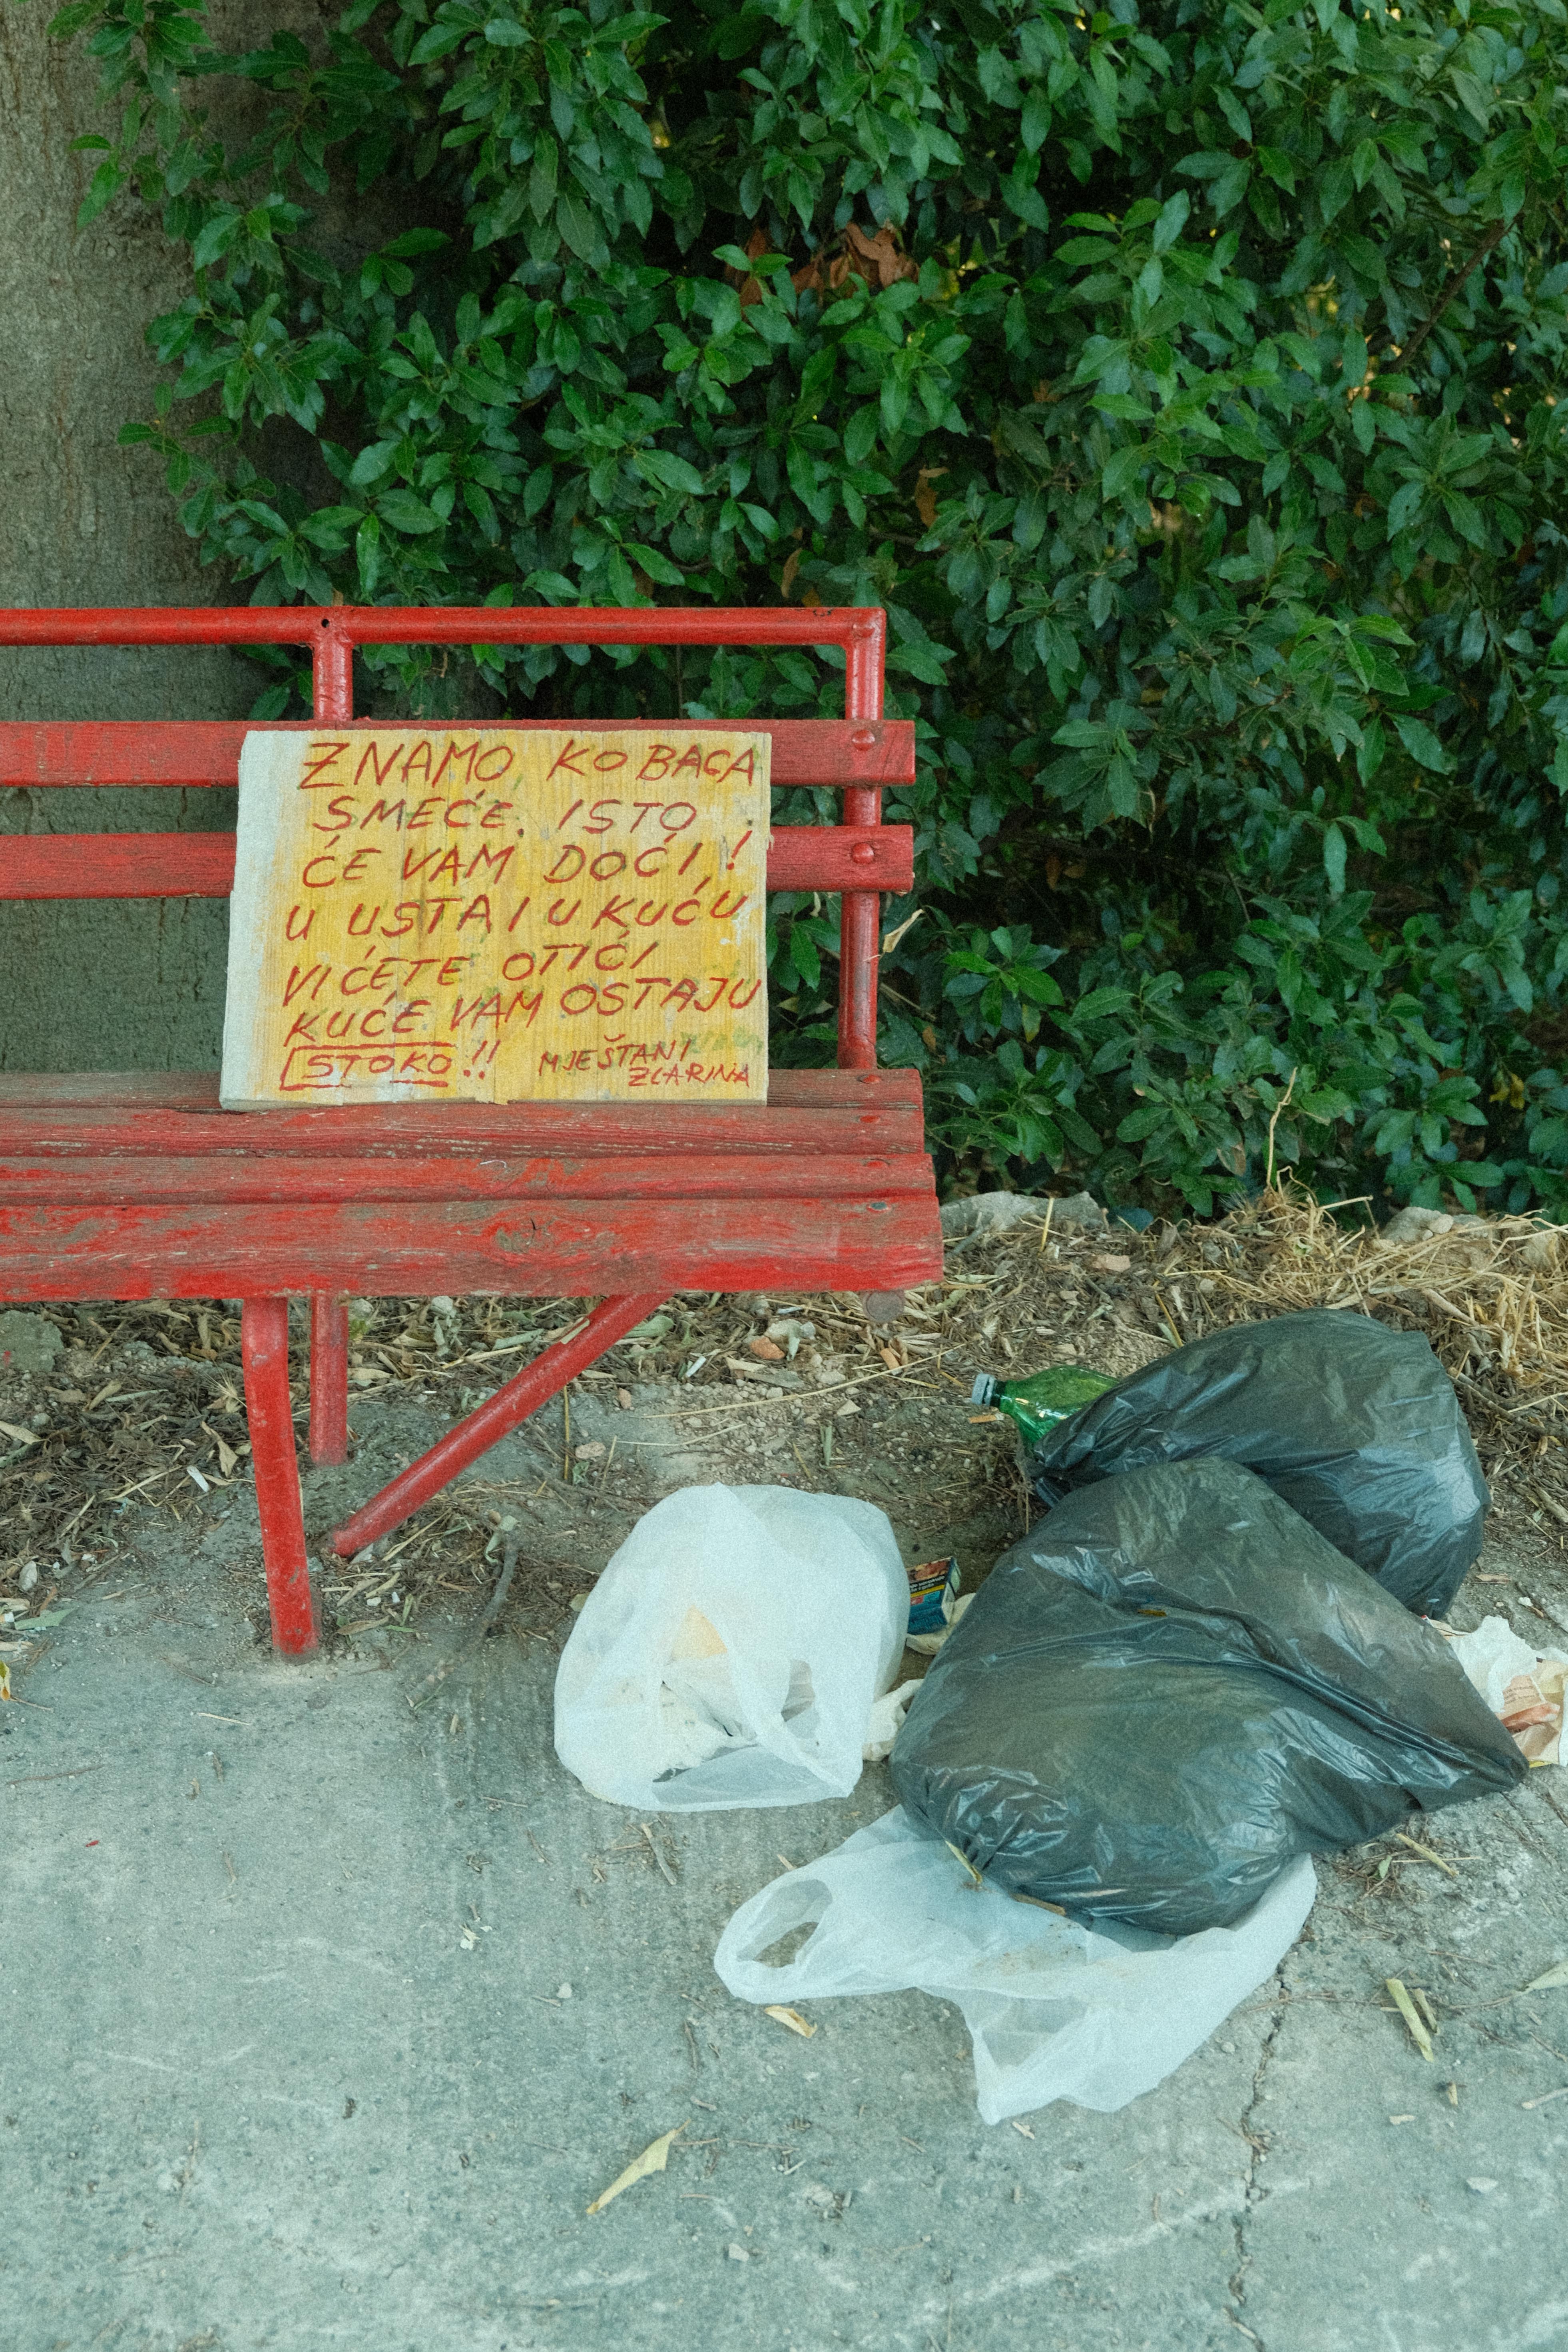 ZNAMO KO BACA
SMEĆE. ISTO
ĆE VAM DOĆI!
U USTA I U KUĆU
VI ĆETE OTIĆI
KUĆE VAM OSTAJU
STOKO!! MJEŠTANI
ZLARINA